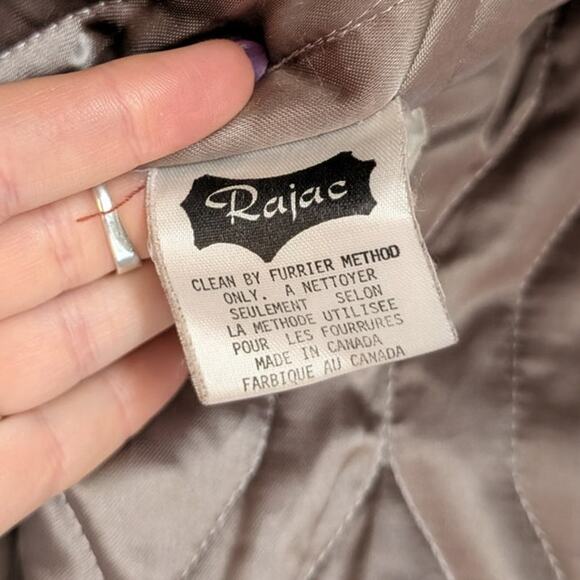 Rajac
CLEAN BY FURRIER METHOD
ONLY. A NETTOYER
SEULEMENT SELON
LA METHODE UTILISEE
POUR LES FOURRURES
MADE IN CANADA
FARBIQUE AU CANADA